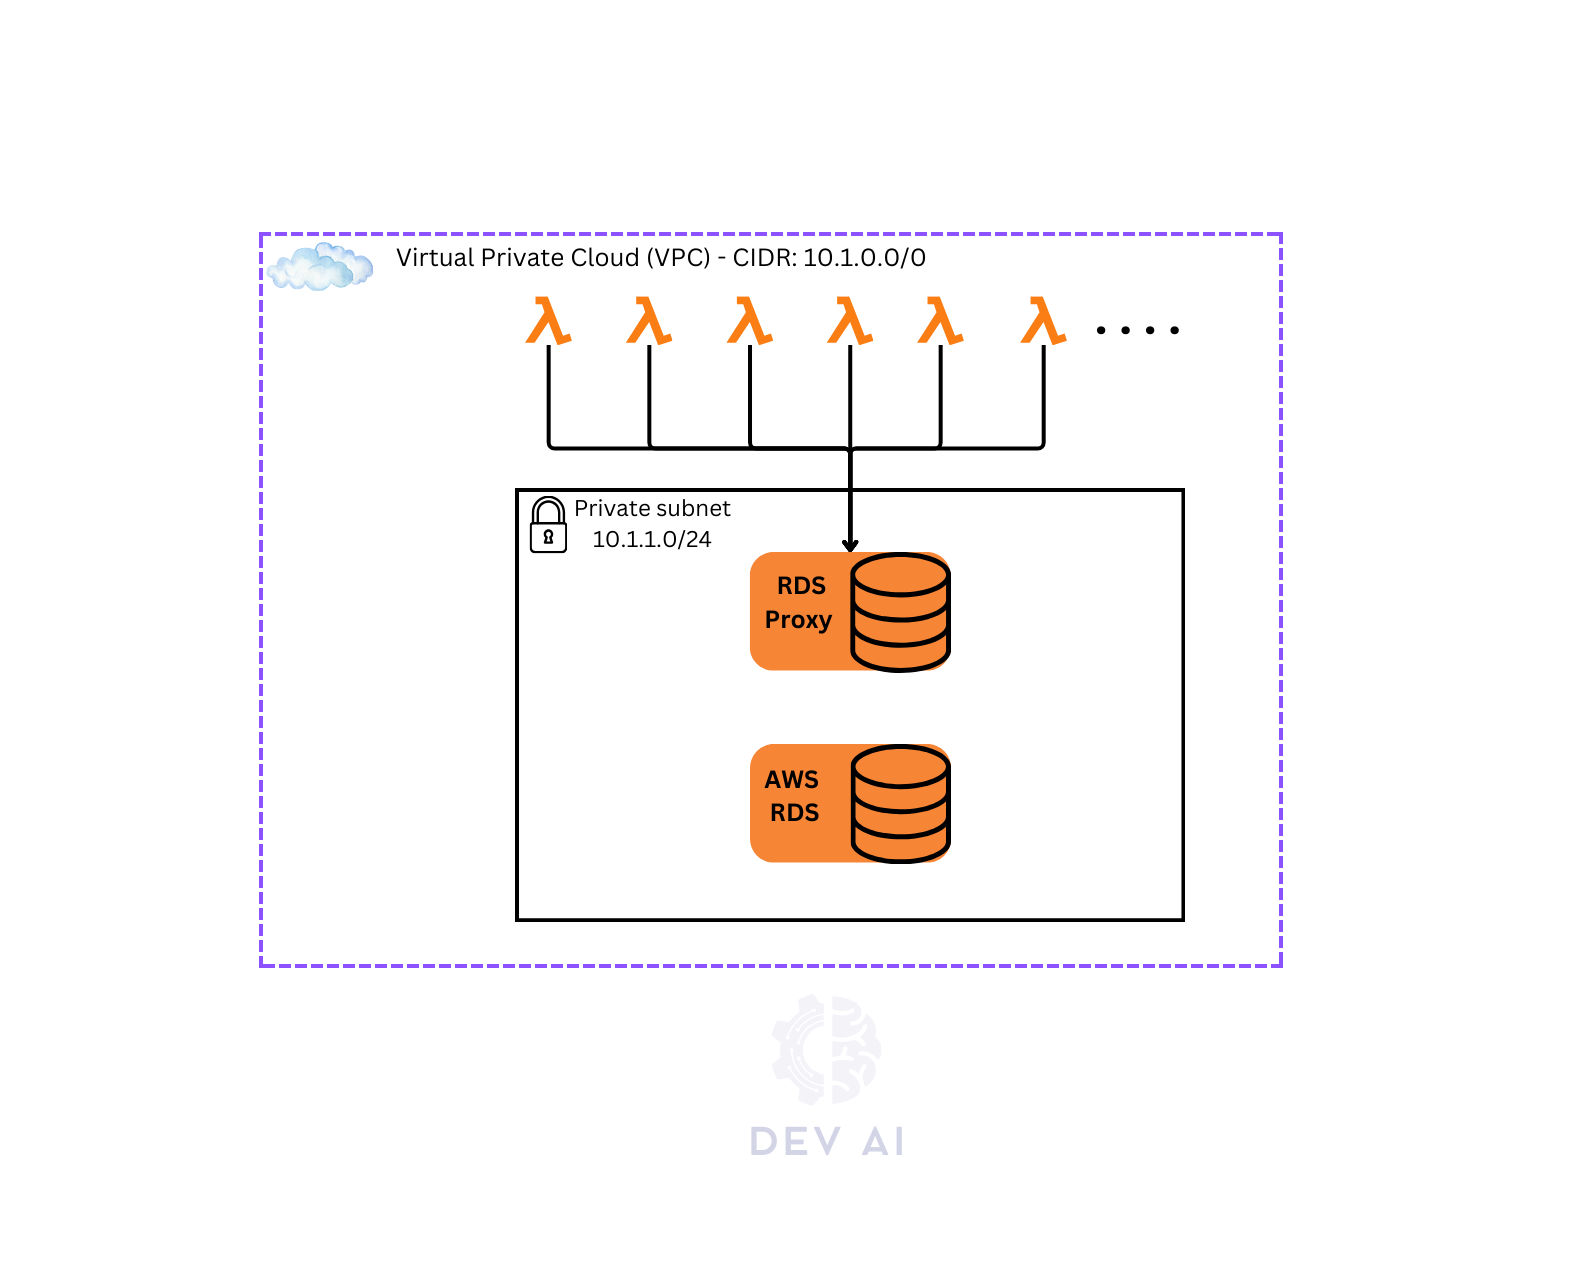 Virtual Private Cloud (VPC) - CIDR: 10.1.0.0/0
Private subnet
10.1.1.0/24
RDS
Proxy
AWS
RDS
DEV AI